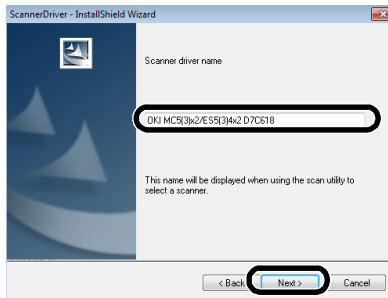 ScannerDriver - InstallShield Wizard
Scanner driver name
OKI MC5(3)x2/ES5(3)4x2 D7C618
This name will be displayed when using the scan utility to
select a scanner.
< Back
Next >
Cancel